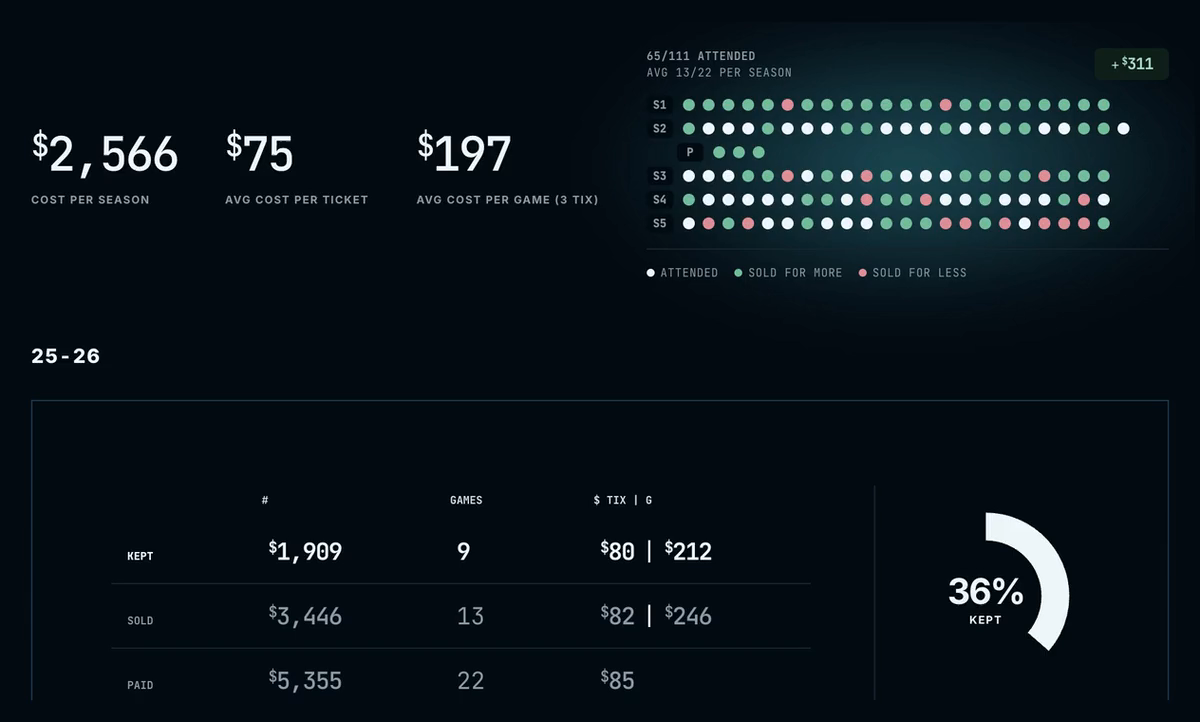 65/111 ATTENDED
AVG 13/22 PER SEASON
+$311
S1
S2
P
S3
S4
S5
ATTENDED
SOLD FOR MORE
SOLD FOR LESS
$2,566
COST PER SEASON
$75
AVG COST PER TICKET
$197
AVG COST PER GAME (3 TIX)
25-26
# GAMES $ TIX | G
KEPT $1,909 9 $80 | $212
SOLD $3,446 13 $82 | $246
PAID $5,355 22 $85
36%
KEPT